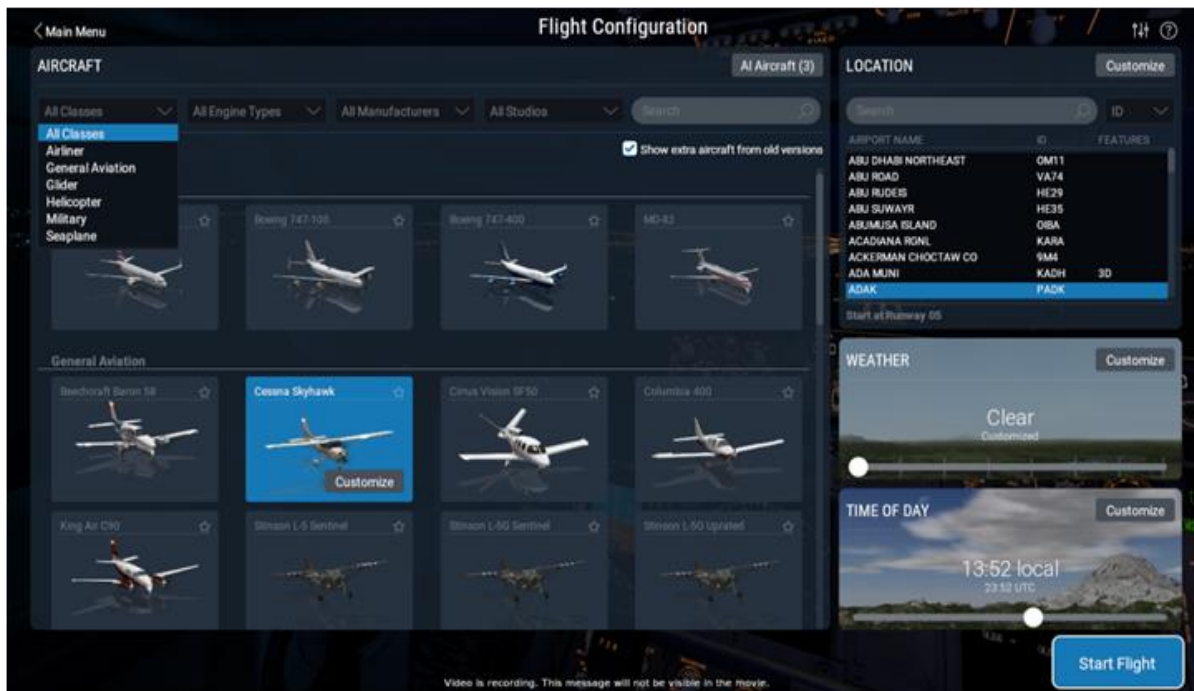 Main Menu
Flight Configuration
AIRCRAFT
AI Aircraft (3)
All Classes
All Engine Types
All Manufacturers
All Studios
Search
All Classes
Airliner
General Aviation
Glider
Helicopter
Military
Seaplane
Show extra aircraft from old versions
Boeing 747-100
Boeing 747-400
MD-82
General Aviation
Beechcraft Baron 58
Cessna Skyhawk
Cirrus Vision SF50
Columbia 400
Customize
King Air C90
Stinson L-5 Sentinel
Stinson L-5G Sentinel
Stinson L-5G Uprated
LOCATION
Customize
Search
ID
AIRPORT NAME ID FEATURES
ABU DHABI NORTHEAST OM11
ABU ROAD VA74
ABU RUDEIS HE29
ABU SUWAYR HE35
ABUMUSA ISLAND OIBA
ACADIANA RGNL KARA
ACKERMAN CHOCTAW CO 9M4
ADA MUNI KADH 3D
ADAK PADK
Start at Runway 05
WEATHER
Customize
Clear
Customized
TIME OF DAY
Customize
13:52 local
23:52 UTC
Start Flight
Video is recording. This message will not be visible in the movie.